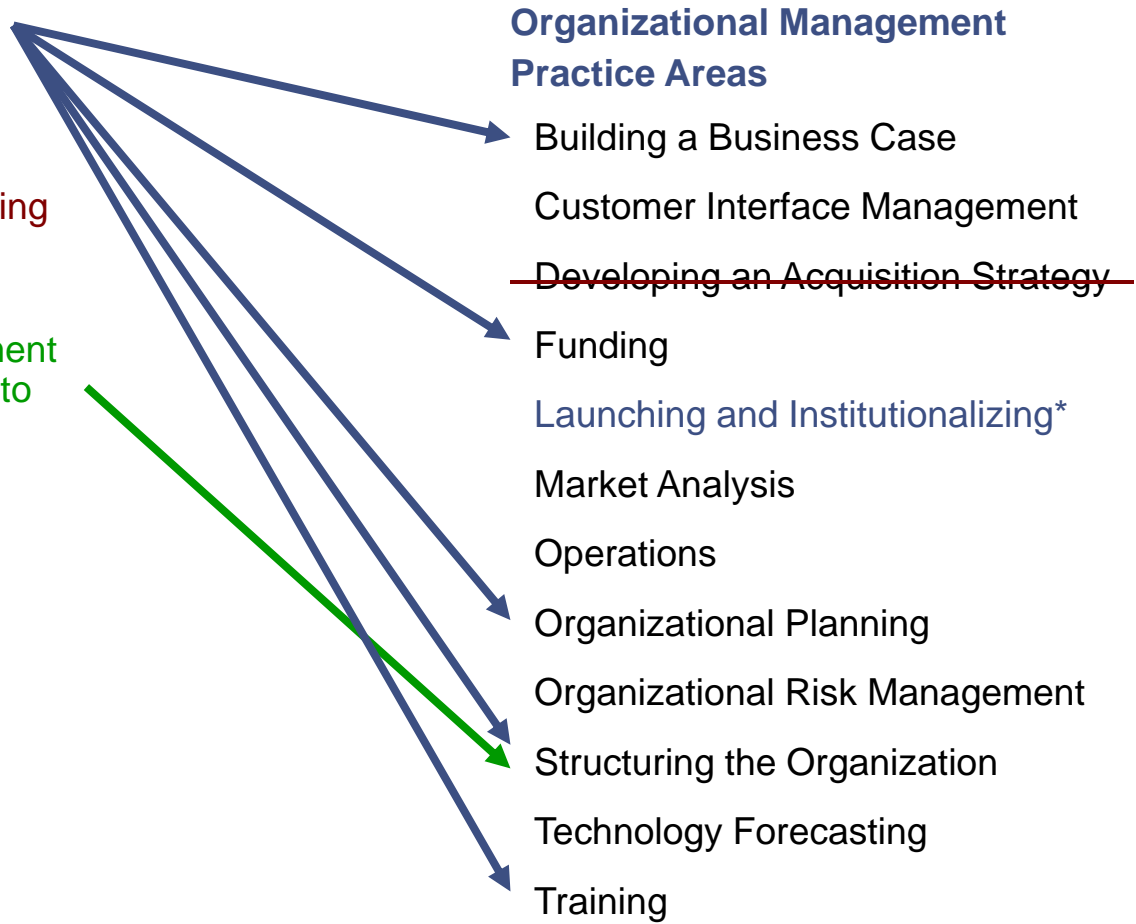 Organizational Management
Practice Areas
Building a Business Case
Customer Interface Management
Developing an Acquisition Strategy
Funding
Launching and Institutionalizing*
Market Analysis
Operations
Organizational Planning
Organizational Risk Management
Structuring the Organization
Technology Forecasting
Training
ing
ment
to